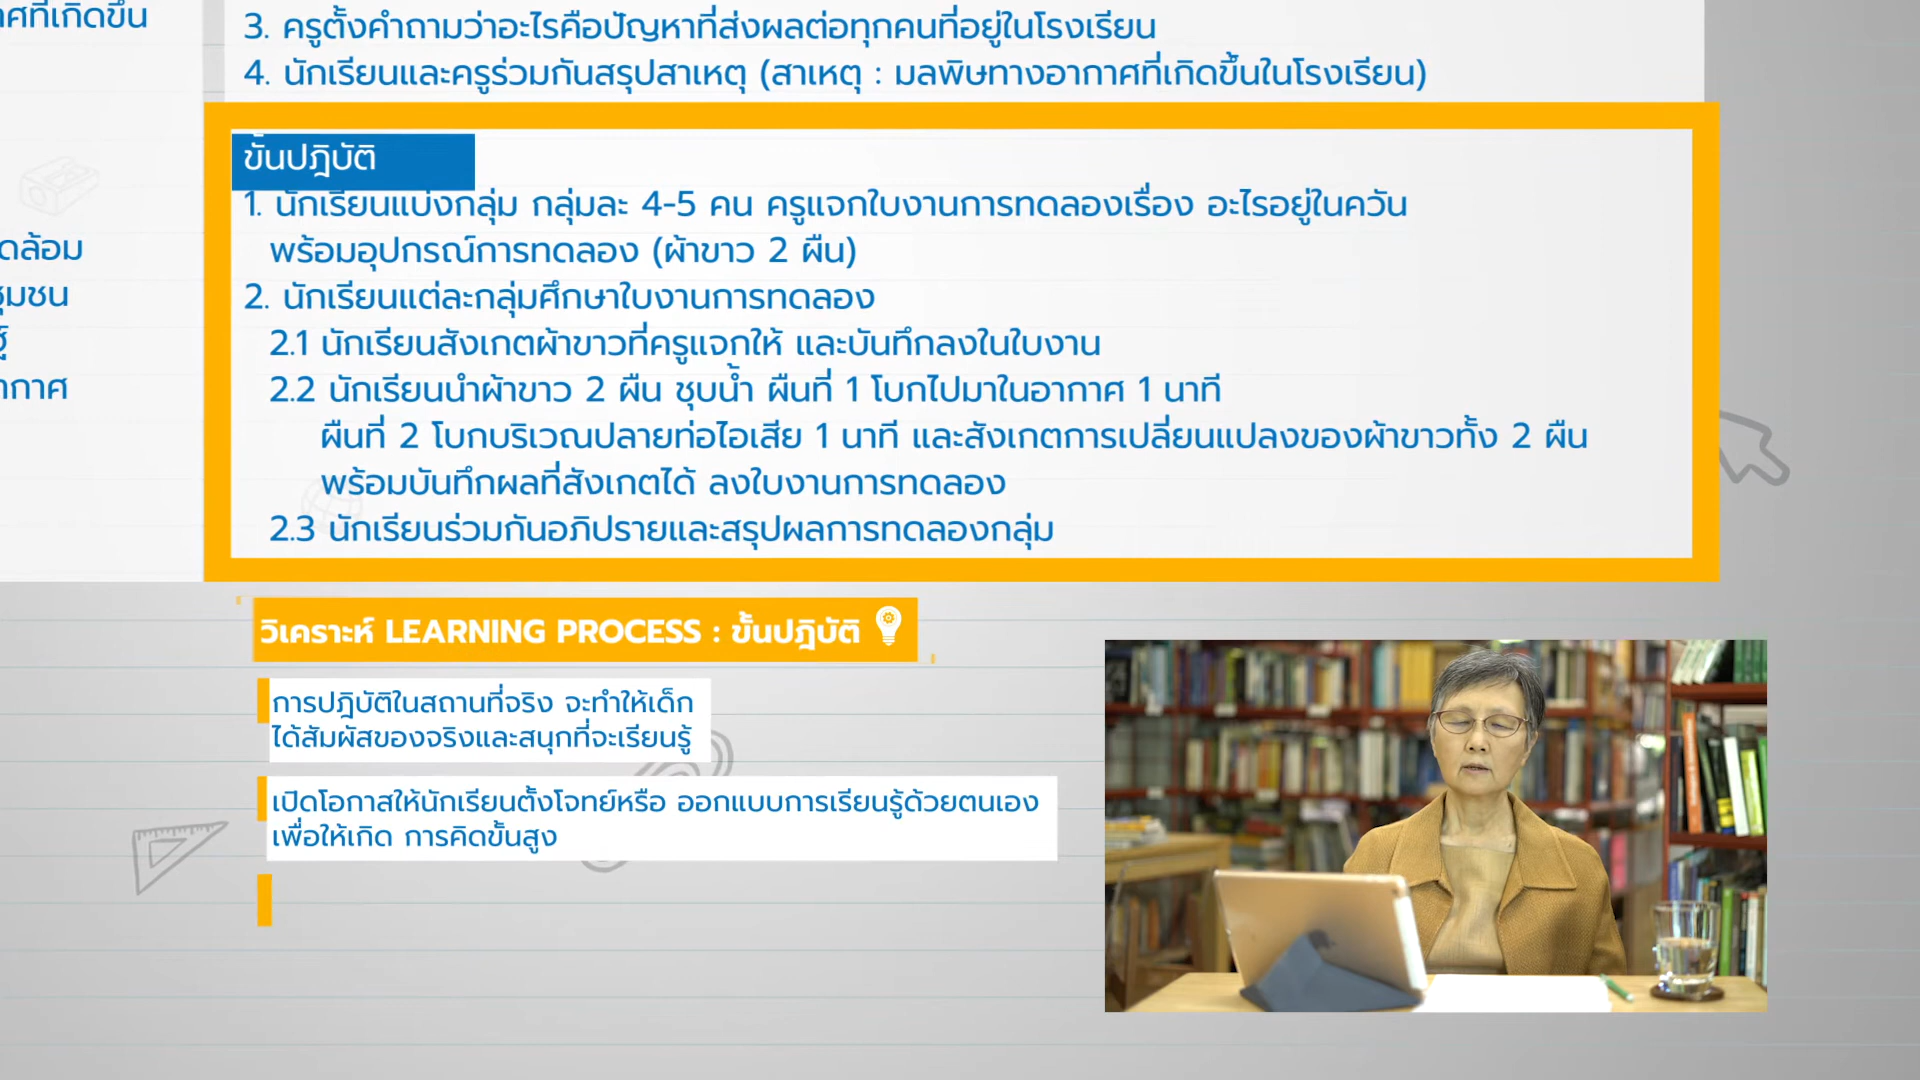 ศที่เกิดขึ้น
3. ครูตั้งคำถามว่าอะไรคือปัญหาที่ส่งผลต่อทุกคนที่อยู่ในโรงเรียน
4. นักเรียนและครูร่วมกันสรุปสาเหตุ (สาเหตุ : มลพิษทางอากาศที่เกิดขึ้นในโรงเรียน)
ดล้อม
ชุมชน
ากาศ
ขั้นปฏิบัติ
1. นักเรียนแบ่งกลุ่ม กลุ่มละ 4-5 คน ครูแจกใบงานการทดลองเรื่อง อะไรอยู่ในควัน
พร้อมอุปกรณ์การทดลอง (ผ้าขาว 2 ผืน)
2. นักเรียนแต่ละกลุ่มศึกษาใบงานการทดลอง
2.1 นักเรียนสังเกตผ้าขาวที่ครูแจกให้ และบันทึกลงในใบงาน
2.2 นักเรียนนำผ้าขาว 2 ผืน ชุบน้ำ ผืนที่ 1 โบกไปมาในอากาศ 1 นาที
ผืนที่ 2 โบกบริเวณปลายท่อไอเสีย 1 นาที และสังเกตการเปลี่ยนแปลงของผ้าขาวทั้ง 2 ผืน
พร้อมบันทึกผลที่สังเกตได้ ลงใบงานการทดลอง
2.3 นักเรียนร่วมกันอภิปรายและสรุปผลการทดลองกลุ่ม
วิเคราะห์ LEARNING PROCESS : ขั้นปฏิบัติ
การปฏิบัติในสถานที่จริง จะทำให้เด็ก
ได้สัมผัสของจริงและสนุกที่จะเรียนรู้
เปิดโอกาสให้นักเรียนตั้งโจทย์หรือ ออกแบบการเรียนรู้ด้วยตนเอง
เพื่อให้เกิด การคิดขั้นสูง